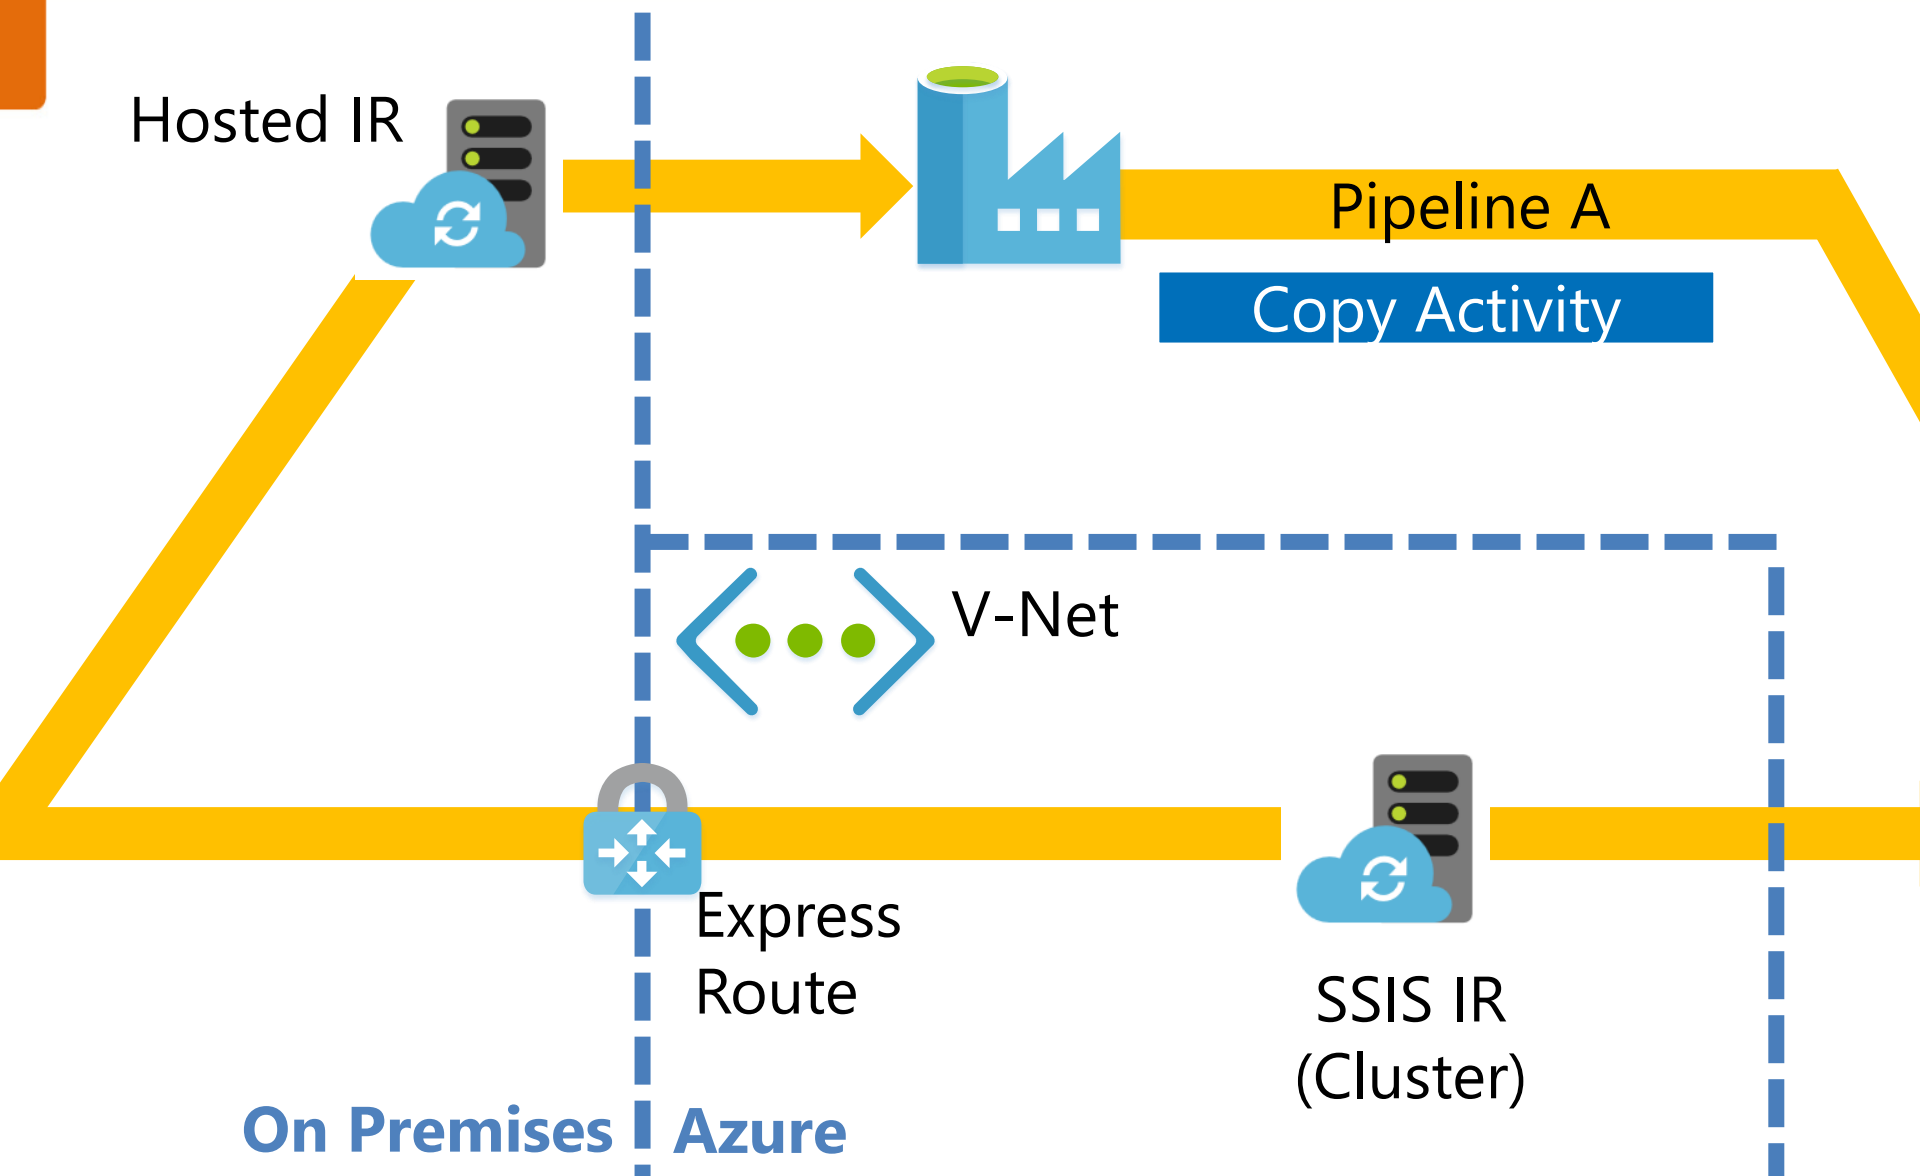 Hosted IR
Pipeline A
Copy Activity
V-Net
Express
Route
SSIS IR
(Cluster)
On Premises
Azure